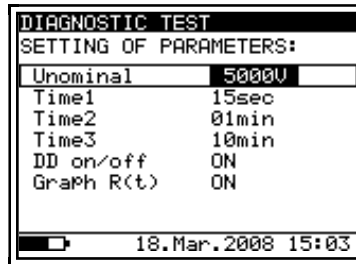 DIAGNOSTIC TEST
SETTING OF PARAMETERS:
Unominal 5000V
Time1 15sec
Time2 01min
Time3 10min
DD on/off ON
Graph R(t) ON
18.Mar.2008 15:03